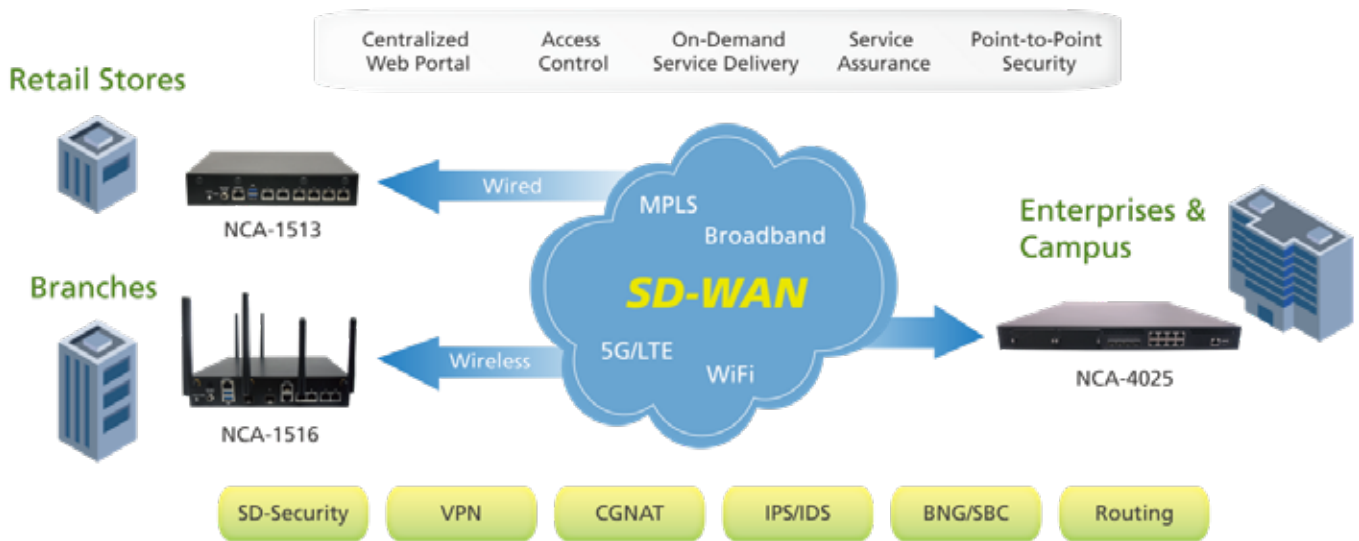 Centralized
Web Portal
Access
Control
On-Demand
Service Delivery
Service
Assurance
Point-to-Point
Security
Retail Stores
Wired
NCA-1513
MPLS
Broadband
SD-WAN
Enterprises &
Campus
Branches
Wireless
5G/LTE
WiFi
NCA-1516
NCA-4025
SD-Security
VPN
CGNAT
IPS/IDS
BNG/SBC
Routing